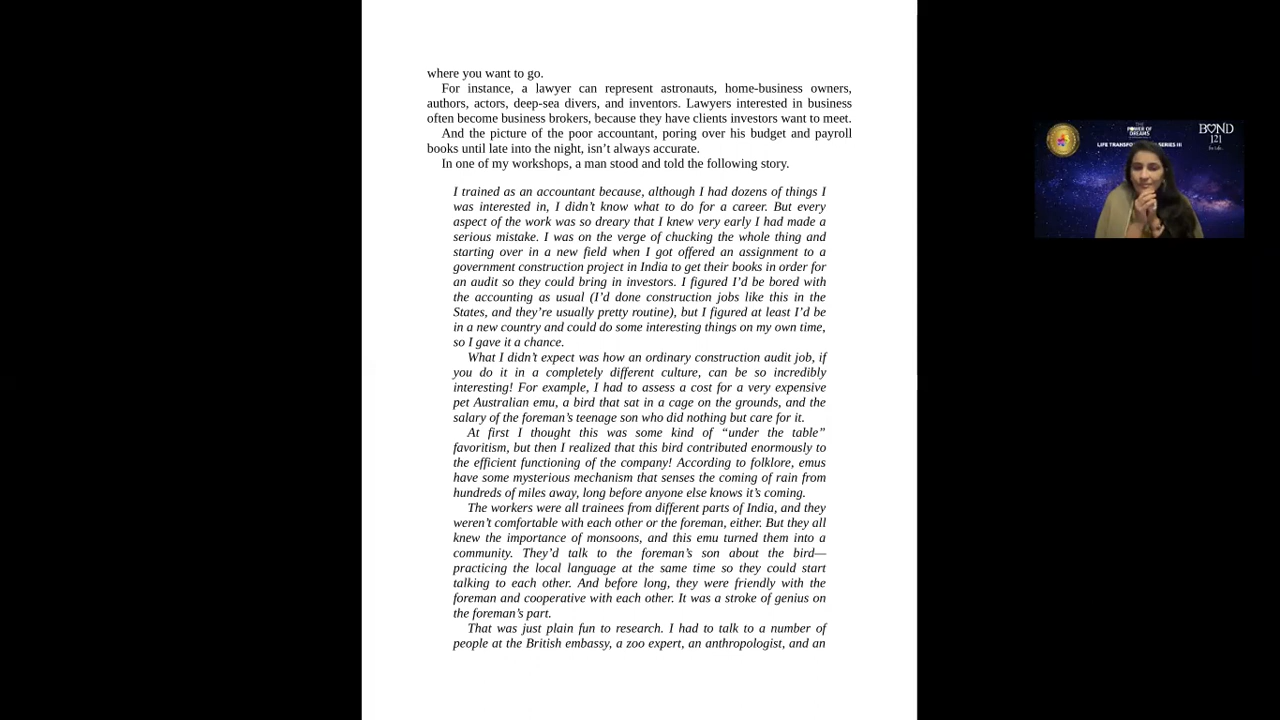 where you want to go.
For instance, a lawyer can represent astronauts, home-business owners,
authors, actors, deep-sea divers, and inventors. Lawyers interested in business
often become business brokers, because they have clients investors want to meet.
And the picture of the poor accountant, poring over his budget and payroll
books until late into the night, isn’t always accurate.
In one of my workshops, a man stood and told the following story.
I trained as an accountant because, although I had dozens of things I
was interested in, I didn’t know what to do for a career. But every
aspect of the work was so dreary that I knew very early I had made a
serious mistake. I was on the verge of chucking the whole thing and
starting over in a new field when I got offered an assignment to a
government construction project in India to get their books in order for
an audit so they could bring in investors. I figured I’d be bored with
the accounting as usual (I’d done construction jobs like this in the
States, and they’re usually pretty routine), but I figured at least I’d be
in a new country and could do some interesting things on my own time,
so I gave it a chance.
What I didn’t expect was how an ordinary construction audit job, if
you do it in a completely different culture, can be so incredibly
interesting! For example, I had to assess a cost for a very expensive
pet Australian emu, a bird that sat in a cage on the grounds, and the
salary of the foreman’s teenage son who did nothing but care for it.
At first I thought this was some kind of “under the table”
favoritism, but then I realized that this bird contributed enormously to
the efficient functioning of the company! According to folklore, emus
have some mysterious mechanism that senses the coming of rain from
hundreds of miles away, long before anyone else knows it’s coming.
The workers were all trainees from different parts of India, and they
weren’t comfortable with each other or the foreman, either. But they all
knew the importance of monsoons, and this emu turned them into a
community. They’d talk to the foreman’s son about the bird—
practicing the local language at the same time so they could start
talking to each other. And before long, they were friendly with the
foreman and cooperative with each other. It was a stroke of genius on
the foreman’s part.
That was just plain fun to research. I had to talk to a number of
people at the British embassy, a zoo expert, an anthropologist, and an
THE
POWER OF
DREAMS
BOND
121
LIFE SERIES III